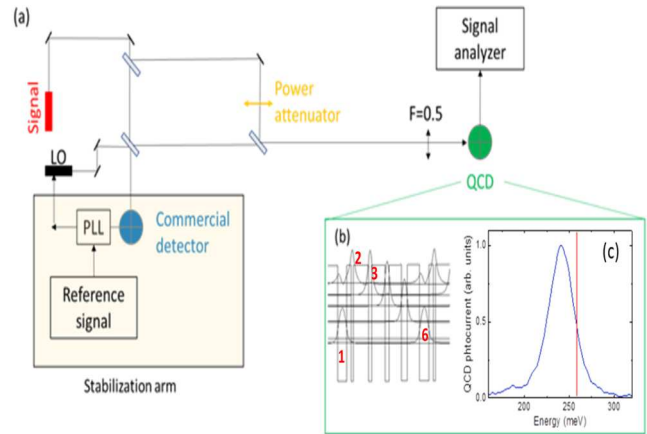 (a)
Signal
analyzer
Signal
Power
attenuator
F=0.5
LO
QCD
PLL
Commercial
detector
Reference
signal
Stabilization arm
(b)
2
3
1
6
(c)
QCD phtocurrent (arb. units)
1.0
0.5
0.0
200
250
300
Energy (meV)